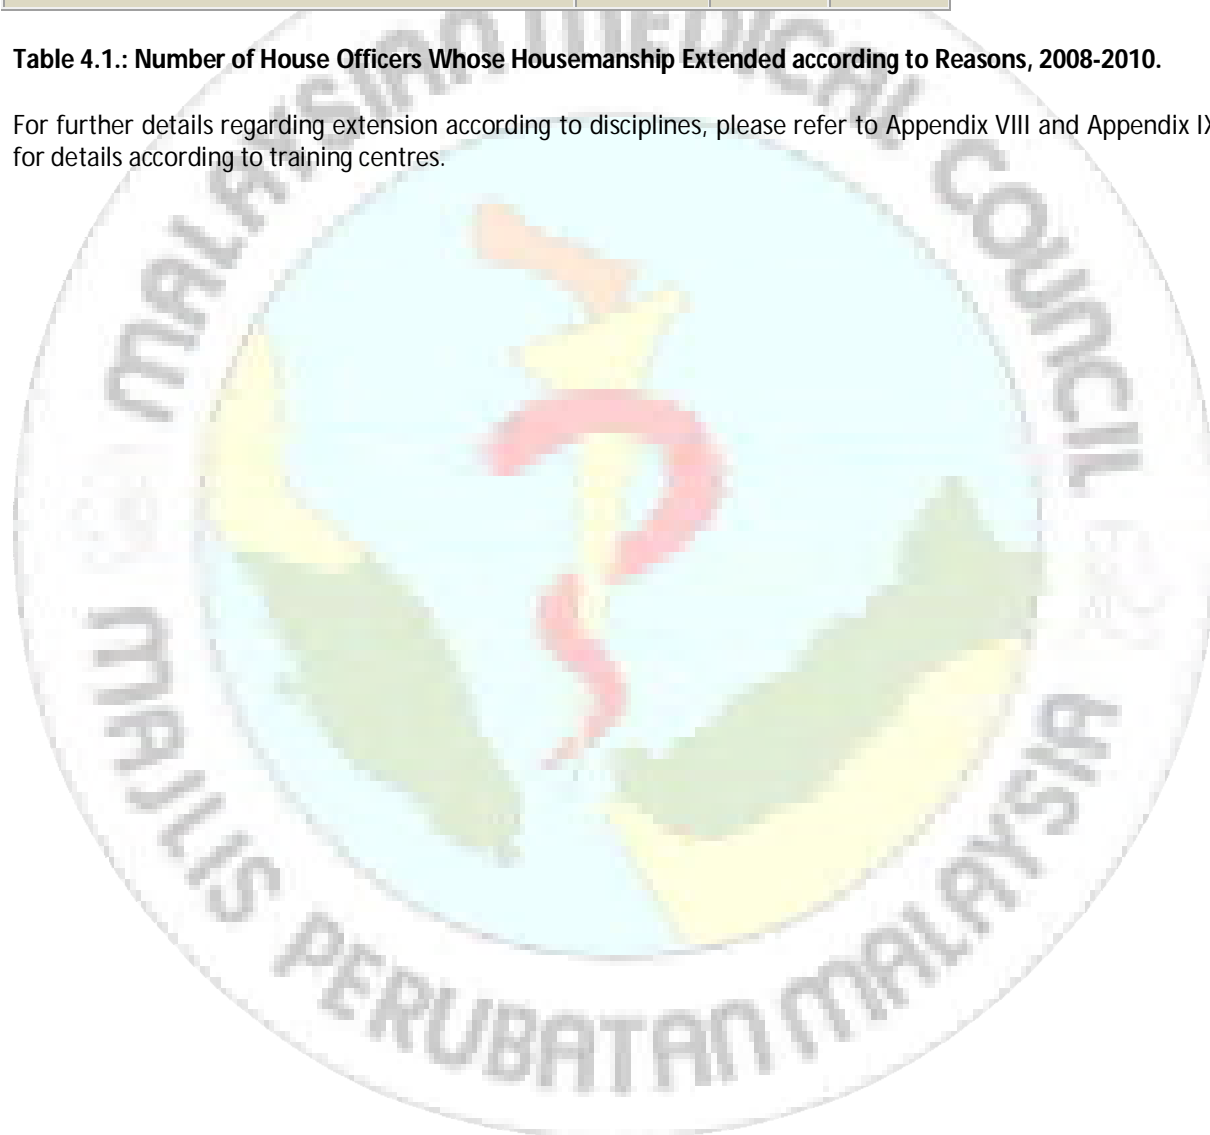 Table 4.1.: Number of House Officers Whose Housemanship Extended according to Reasons, 2008-2010.
For further details regarding extension according to disciplines, please refer to Appendix VIII and Appendix IX
for details according to training centres.
MALAYSIAN MEDICAL COUNCIL
MAJLIS PERUBATAN MALAYSIA